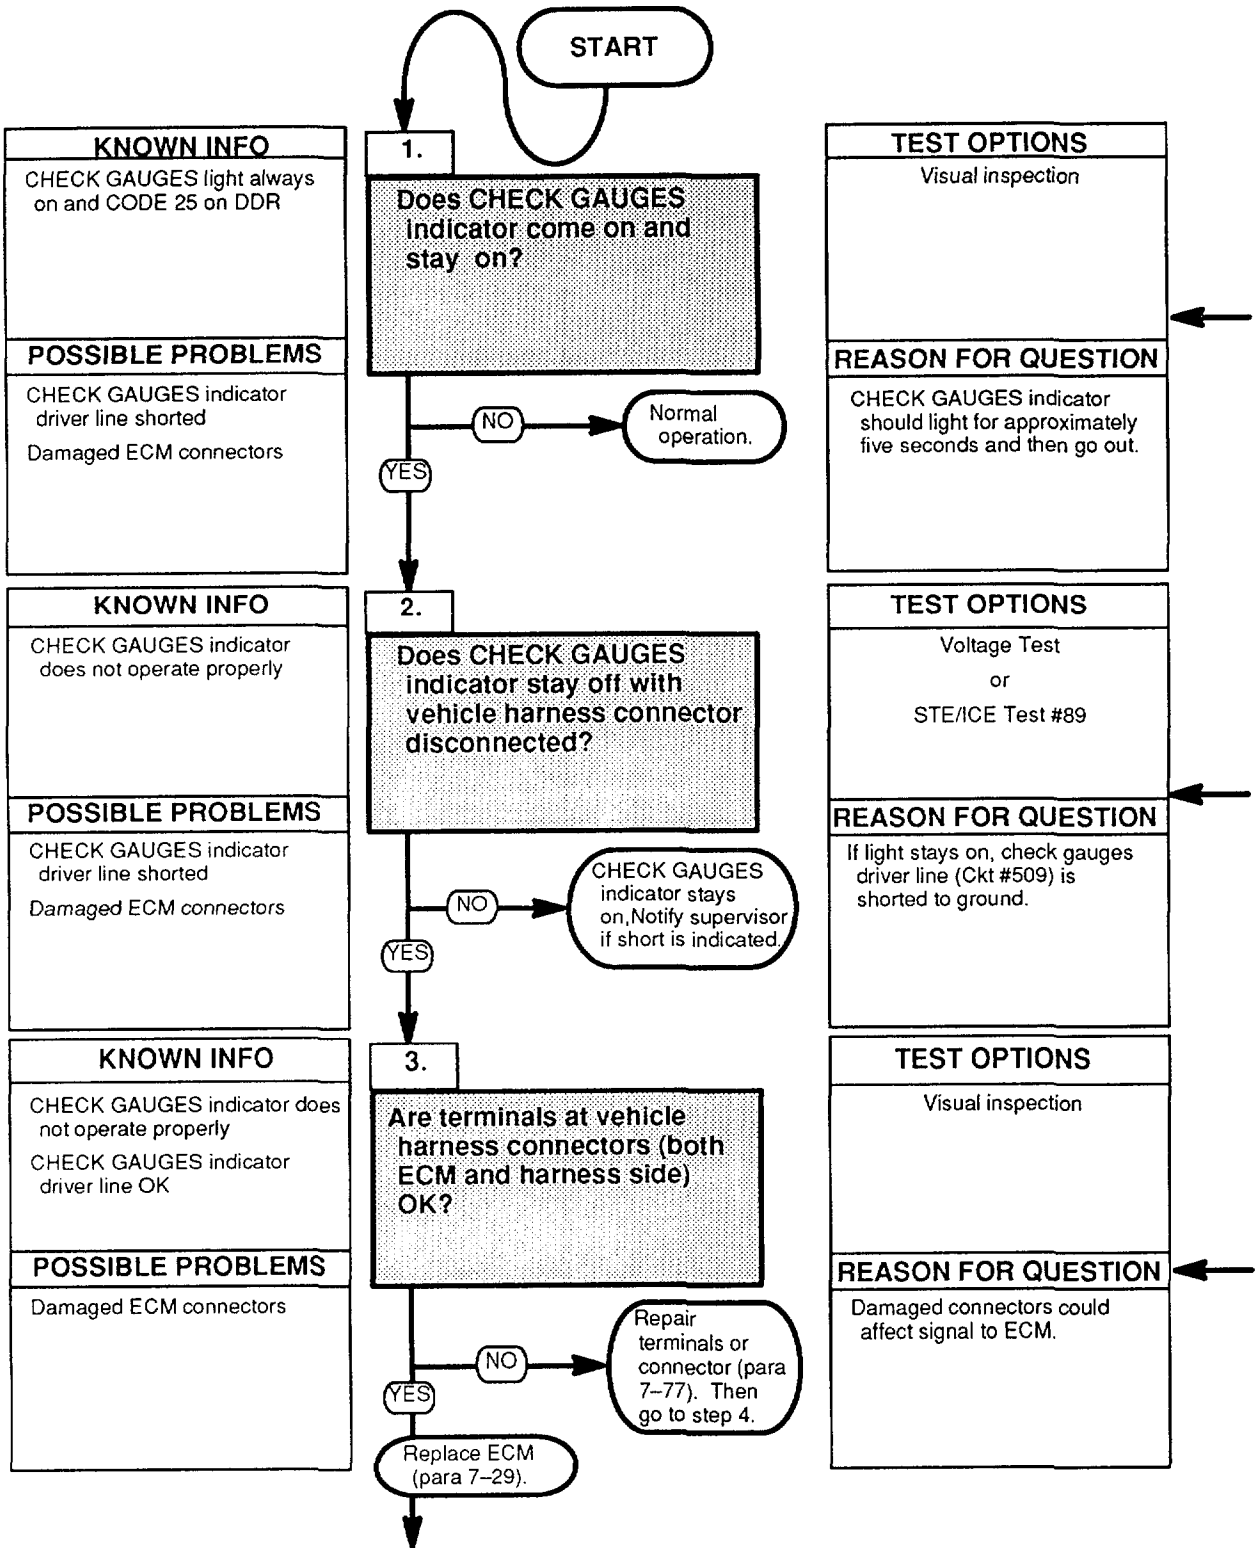 START
KNOWN INFO
CHECK GAUGES light always
on and CODE 25 on DDR
POSSIBLE PROBLEMS
CHECK GAUGES indicator
driver line shorted
Damaged ECM connectors
1.
Does CHECK GAUGES
indicator come on and
stay on?
NO
Normal
operation.
YES
TEST OPTIONS
Visual inspection
REASON FOR QUESTION
CHECK GAUGES indicator
should light for approximately
five seconds and then go out.
KNOWN INFO
CHECK GAUGES indicator
does not operate properly
POSSIBLE PROBLEMS
CHECK GAUGES indicator
driver line shorted
Damaged ECM connectors
2.
Does CHECK GAUGES
indicator stay off with
vehicle harness connector
disconnected?
NO
CHECK GAUGES
indicator stays
on,Notify supervisor
if short is indicated.
YES
TEST OPTIONS
Voltage Test
or
STE/ICE Test #89
REASON FOR QUESTION
If light stays on, check gauges
driver line (Ckt #509) is
shorted to ground.
KNOWN INFO
CHECK GAUGES indicator does
not operate properly
CHECK GAUGES indicator
driver line OK
POSSIBLE PROBLEMS
Damaged ECM connectors
3.
Are terminals at vehicle
harness connectors (both
ECM and harness side)
OK?
NO
Repair
terminals or
connector (para
7–77). Then
go to step 4.
YES
Replace ECM
(para 7–29).
TEST OPTIONS
Visual inspection
REASON FOR QUESTION
Damaged connectors could
affect signal to ECM.